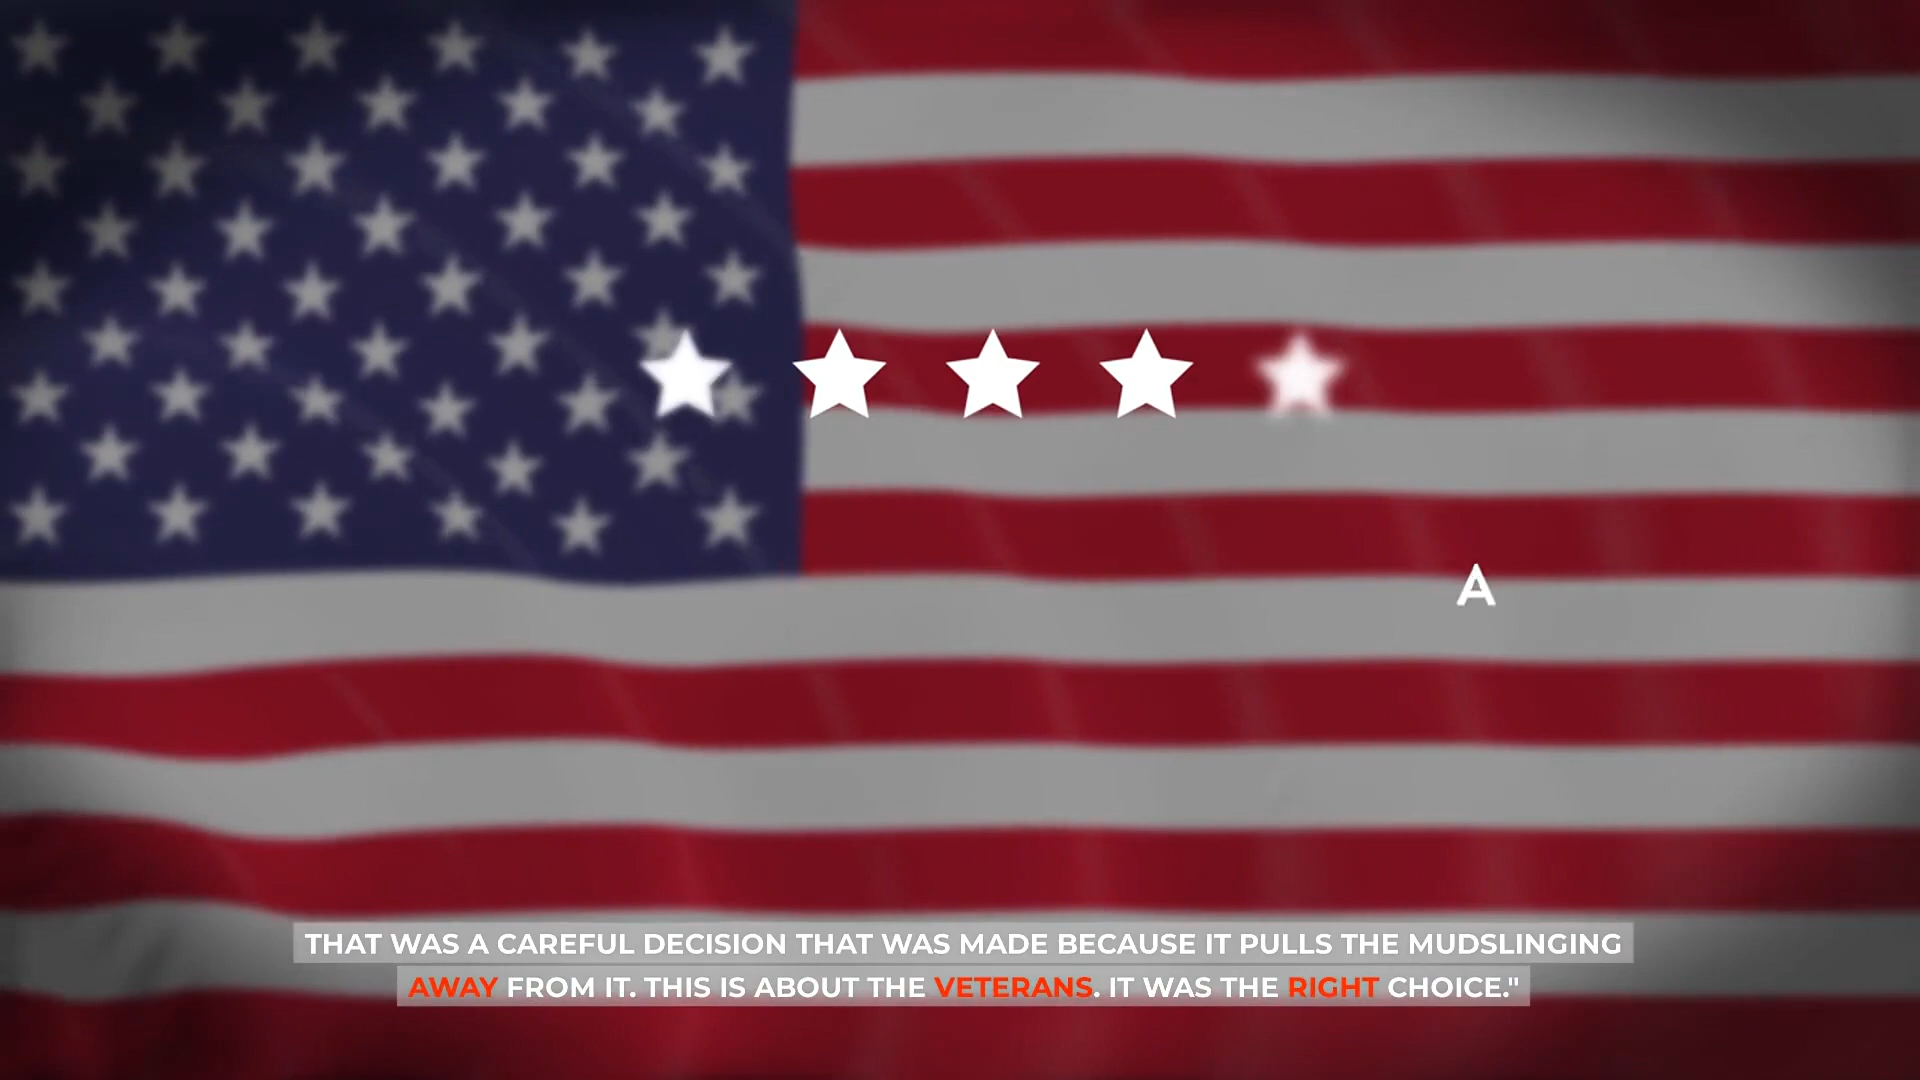 A
THAT WAS A CAREFUL DECISION THAT WAS MADE BECAUSE IT PULLS THE MUDSLINGING
AWAY FROM IT. THIS IS ABOUT THE VETERANS. IT WAS THE RIGHT CHOICE."